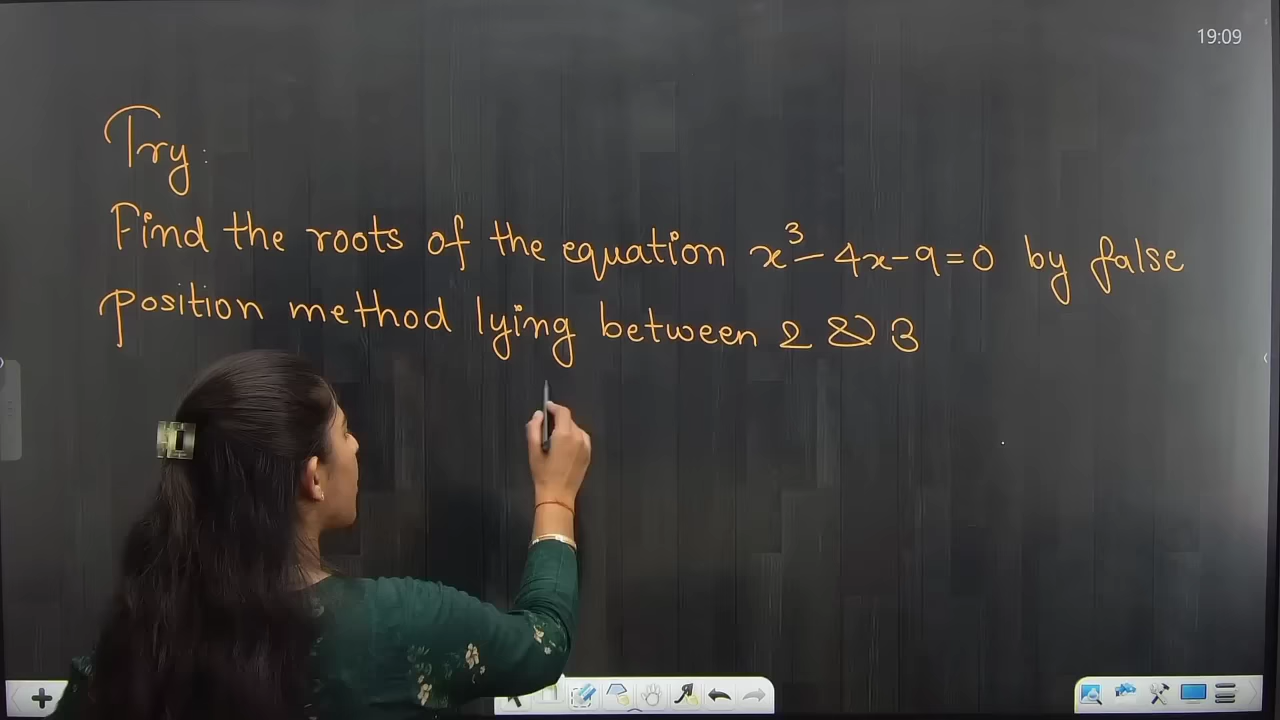 19:09
Try:
Find the roots of the equation x³-4x-9=0 by false
position method lying between 2 & 3